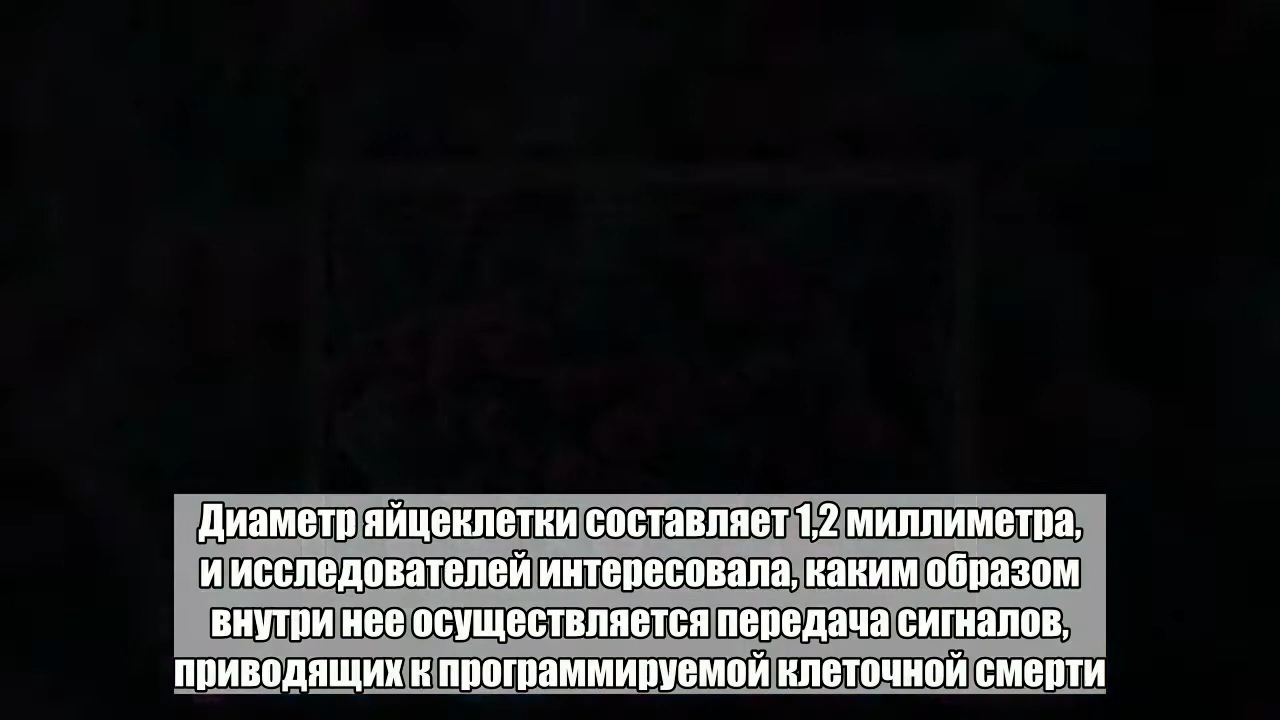 Диаметр яйцеклетки составляет 1,2 миллиметра,
и исследователей интересовала, каким образом
внутри нее осуществляется передача сигналов,
приводящих к программируемой клеточной смерти